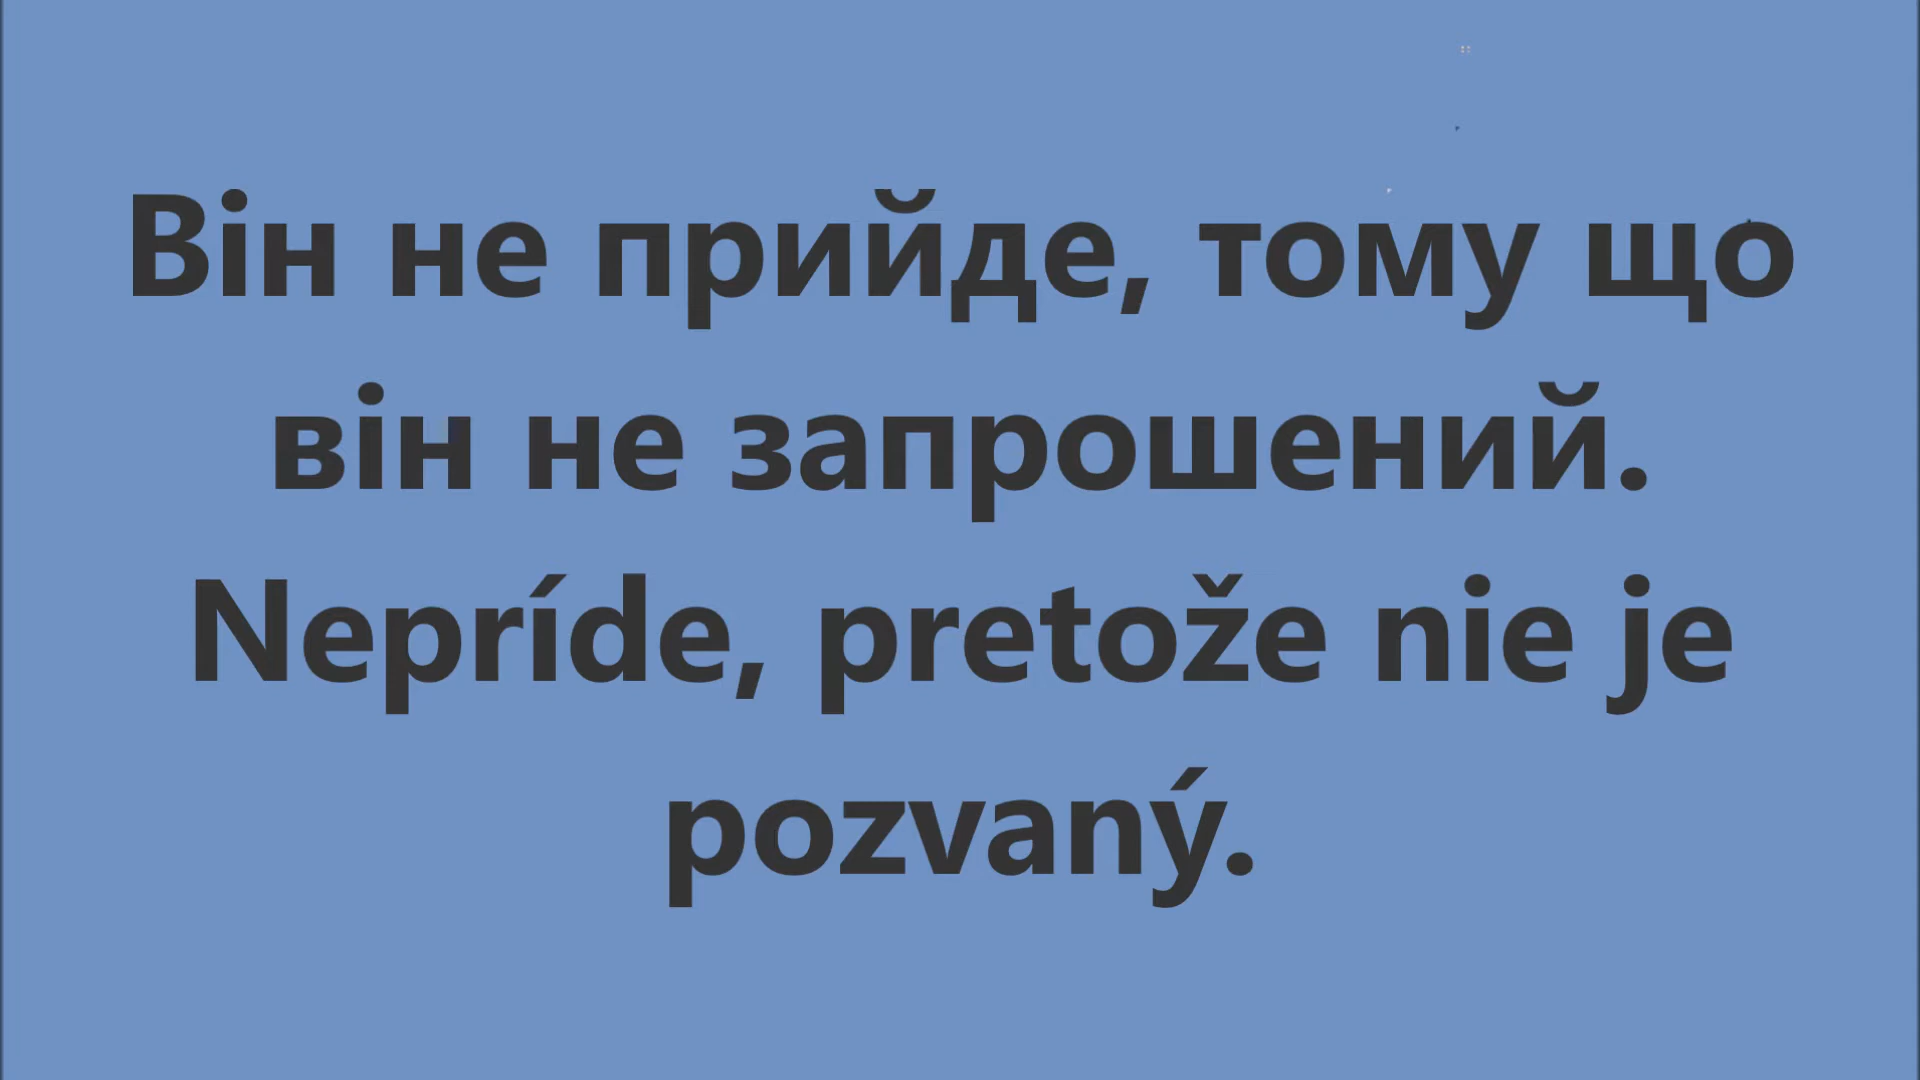 Він не прийде, тому що
він не запрошений.
Nepríde, pretože nie je
pozvaný.